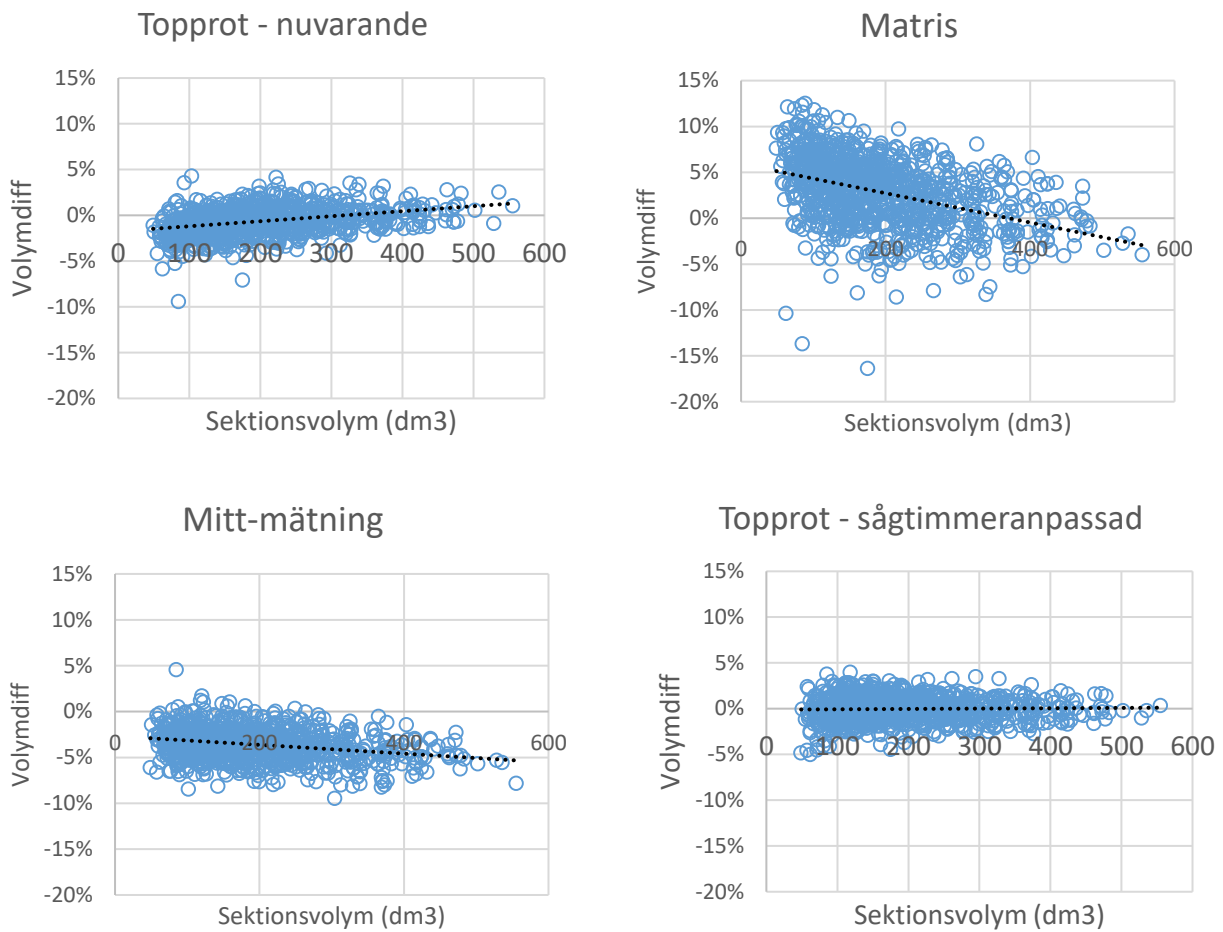 Topprot - nuvarande
15%
10%
5%
0%
-5%
-10%
-15%
-20%
0 100 200 300 400 500 600
Volymdiff
Sektionsvolym (dm3)
Matris
15%
10%
5%
0%
-5%
-10%
-15%
-20%
0 200 400 600
Volymdiff
Sektionsvolym (dm3)
Mitt-mätning
15%
10%
5%
0%
-5%
-10%
-15%
-20%
0 200 400 600
Volymdiff
Sektionsvolym (dm3)
Topprot - sågtimmeranpassad
15%
10%
5%
0%
-5%
-10%
-15%
-20%
0 100 200 300 400 500 600
Volymdiff
Sektionsvolym (dm3)